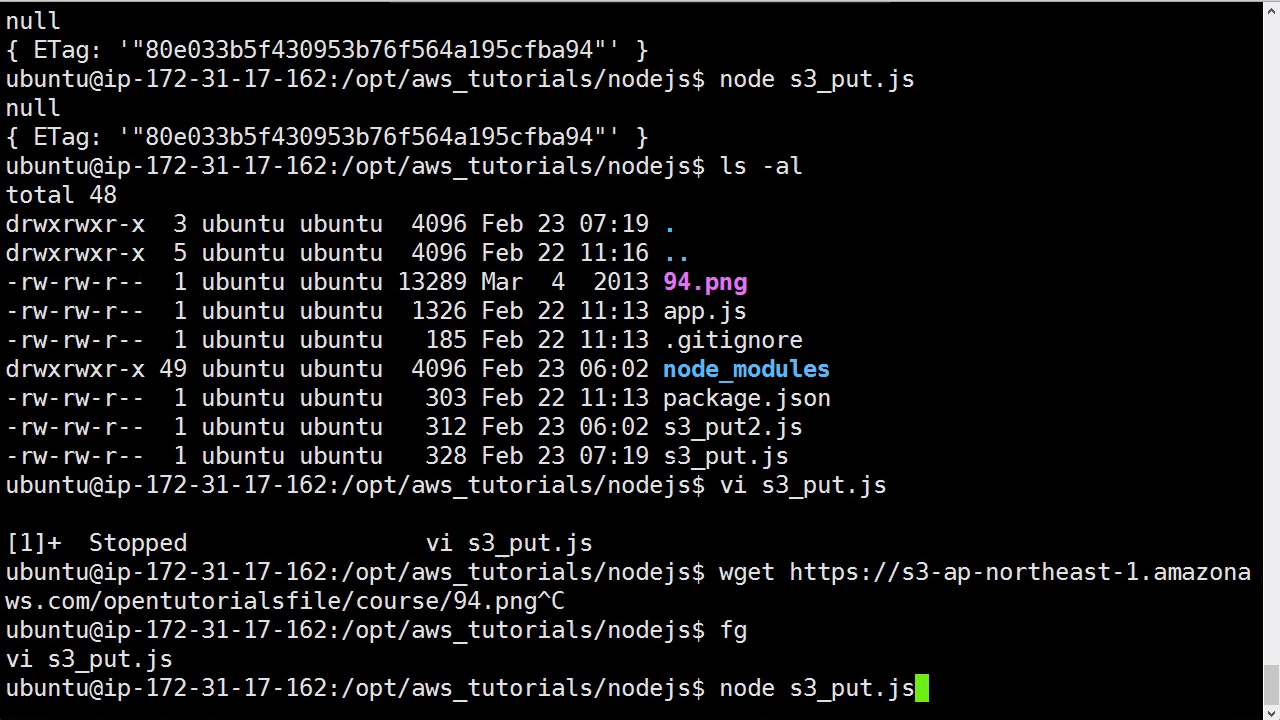 null
{ ETag: '"80e033b5f430953b76f564a195cfba94"' }
ubuntu@ip-172-31-17-162:/opt/aws_tutorials/nodejs$ node s3_put.js
null
{ ETag: '"80e033b5f430953b76f564a195cfba94"' }
ubuntu@ip-172-31-17-162:/opt/aws_tutorials/nodejs$ ls -al
total 48
drwxrwxr-x  3 ubuntu ubuntu  4096 Feb 23 07:19 .
drwxrwxr-x  5 ubuntu ubuntu  4096 Feb 22 11:16 ..
-rw-rw-r--  1 ubuntu ubuntu 13289 Mar  4  2013 94.png
-rw-rw-r--  1 ubuntu ubuntu  1326 Feb 22 11:13 app.js
-rw-rw-r--  1 ubuntu ubuntu   185 Feb 22 11:13 .gitignore
drwxrwxr-x 49 ubuntu ubuntu  4096 Feb 23 06:02 node_modules
-rw-rw-r--  1 ubuntu ubuntu   303 Feb 22 11:13 package.json
-rw-rw-r--  1 ubuntu ubuntu   312 Feb 23 06:02 s3_put2.js
-rw-rw-r--  1 ubuntu ubuntu   328 Feb 23 07:19 s3_put.js
ubuntu@ip-172-31-17-162:/opt/aws_tutorials/nodejs$ vi s3_put.js
[1]+  Stopped                 vi s3_put.js
ubuntu@ip-172-31-17-162:/opt/aws_tutorials/nodejs$ wget https://s3-ap-northeast-1.amazona
ws.com/opentutorialsfile/course/94.png^C
ubuntu@ip-172-31-17-162:/opt/aws_tutorials/nodejs$ fg
vi s3_put.js
ubuntu@ip-172-31-17-162:/opt/aws_tutorials/nodejs$ node s3_put.js